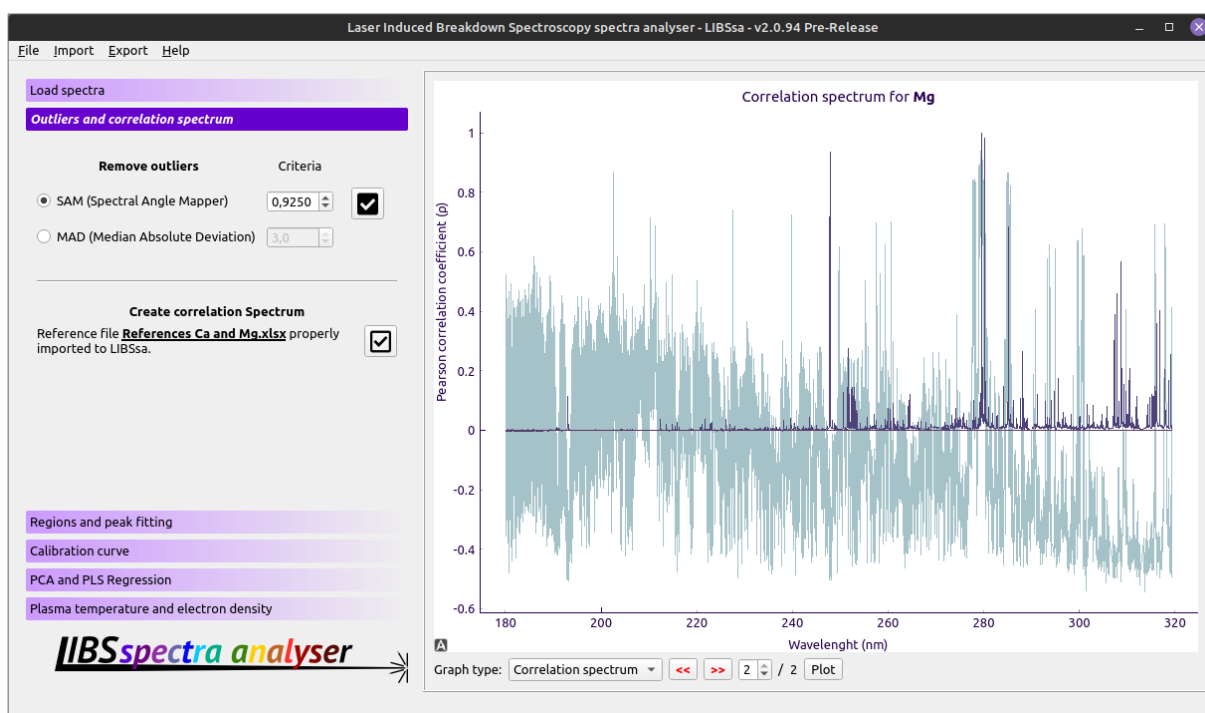 Laser Induced Breakdown Spectroscopy spectra analyser - LIBSsa - v2.0.94 Pre-Release
File Import Export Help
Load spectra
Outliers and correlation spectrum
Remove outliers Criteria
SAM (Spectral Angle Mapper) 0,9250
MAD (Median Absolute Deviation) 3,0
Create correlation Spectrum
Reference file References Ca and Mg.xlsx properly
imported to LIBSsa.
Regions and peak fitting
Calibration curve
PCA and PLS Regression
Plasma temperature and electron density
LIBS spectra analyser
Correlation spectrum for Mg
Pearson correlation coefficient (ρ)
1
0.8
0.6
0.4
0.2
0
-0.2
-0.4
-0.6
180 200 220 240 260 280 300 320
Wavelenght (nm)
A
Graph type: Correlation spectrum << >> 2 / 2 Plot